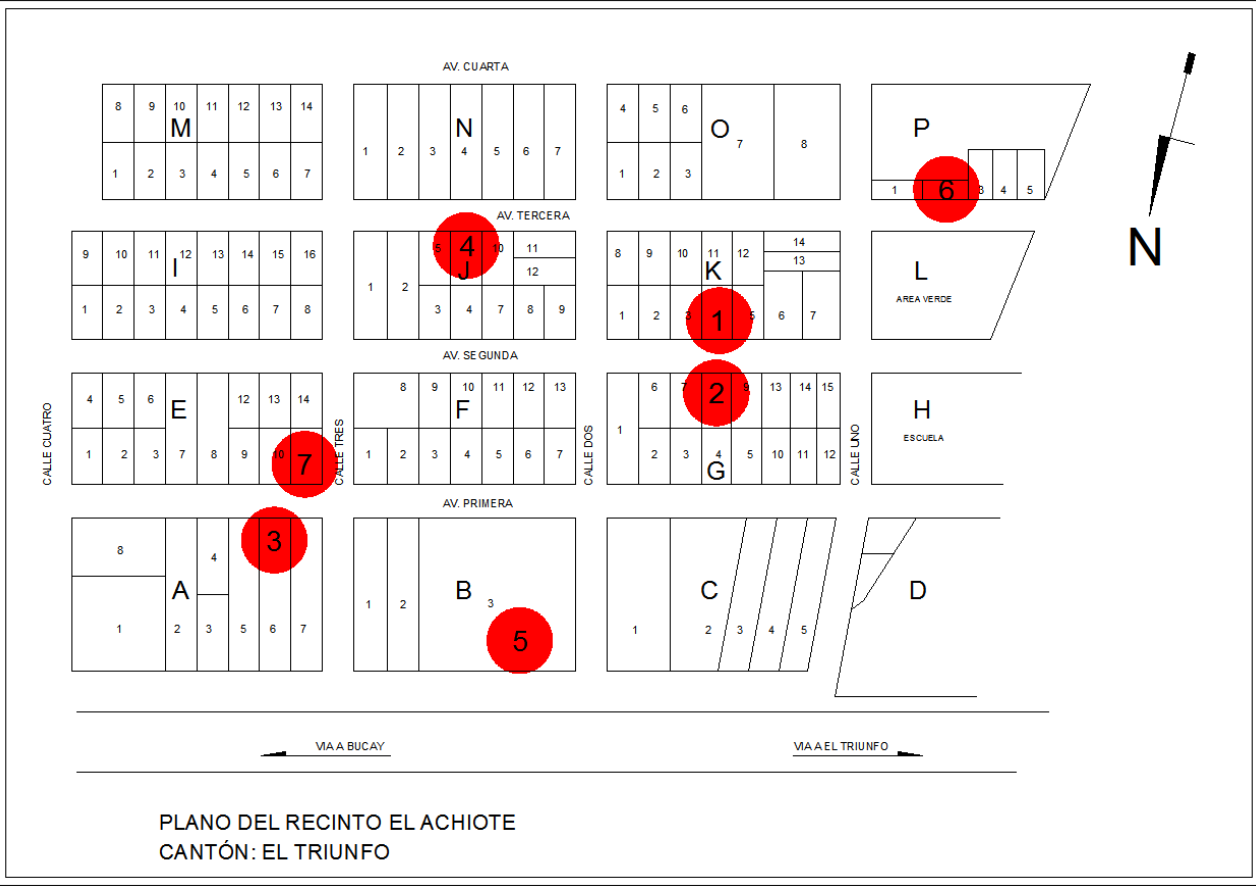 AV. CUARTA
8 9 10 11 12 13 14
M
1 2 3 4 5 6 7
N
1 2 3 4 5 6 7
4 5 6
O
7 8
1 2 3
P
1 6 3 4 5
AV. TERCERA
9 10 11 12 13 14 15 16
I
1 2 3 4 5 6 7 8
5 4 10 11
J
12
1 2
3 4 7 8 9
8 9 10 11 12 14
K
13
1 2 3 1 5 6 7
L
AREA VERDE
N
AV. SEGUNDA
4 5 6 12 13 14
E
1 2 3 7 8 9 10 7
8 9 10 11 12 13
F
1 2 3 4 5 6 7
6 7 2 9 13 14 15
1
2 3 4 5 10 11 12
G
H
ESCUELA
CALLE CUATRO
CALLE TRES
CALLE DOS
CALLE UNO
AV. PRIMERA
8 4 3
A
1 2 3 5 6 7
B
1 2 3
5
C
1 2 3 4 5
D
VIA A BUCAY
VIA A EL TRIUNFO
PLANO DEL RECINTO EL ACHIOTE
CANTÓN: EL TRIUNFO